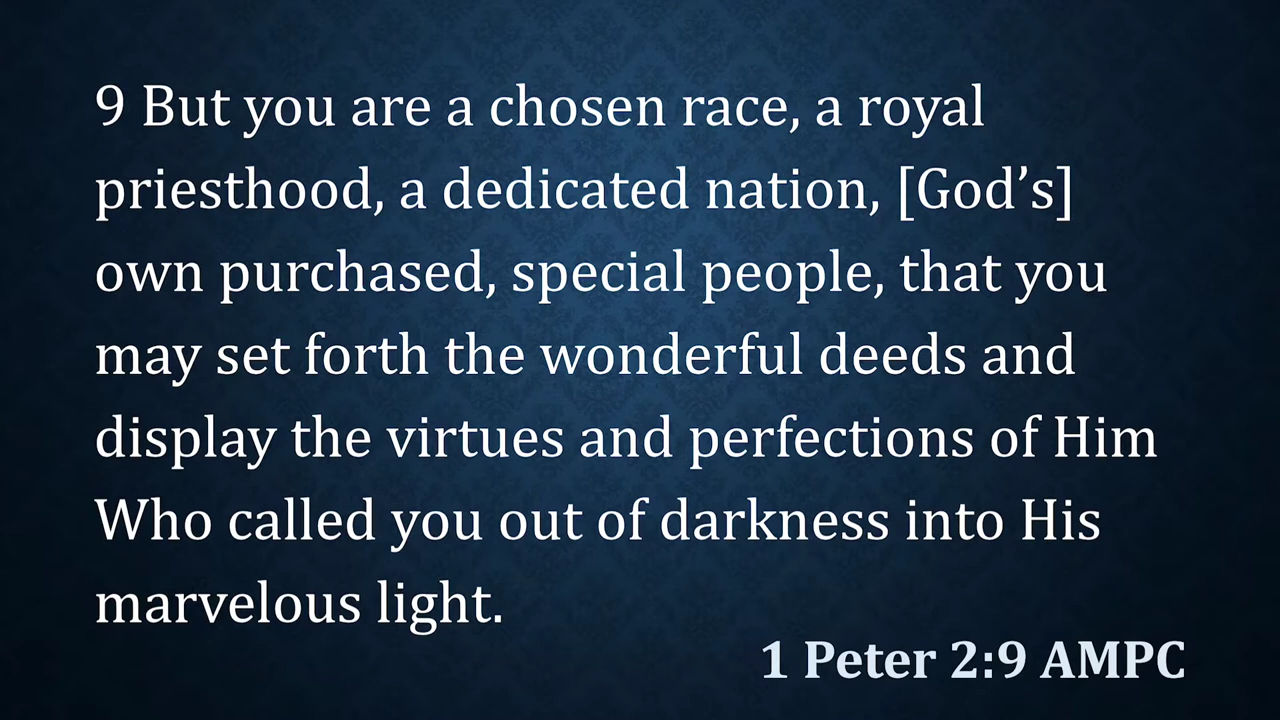 9 But you are a chosen race, a royal
priesthood, a dedicated nation, [God’s]
own purchased, special people, that you
may set forth the wonderful deeds and
display the virtues and perfections of Him
Who called you out of darkness into His
marvelous light.
1 Peter 2:9 AMPC